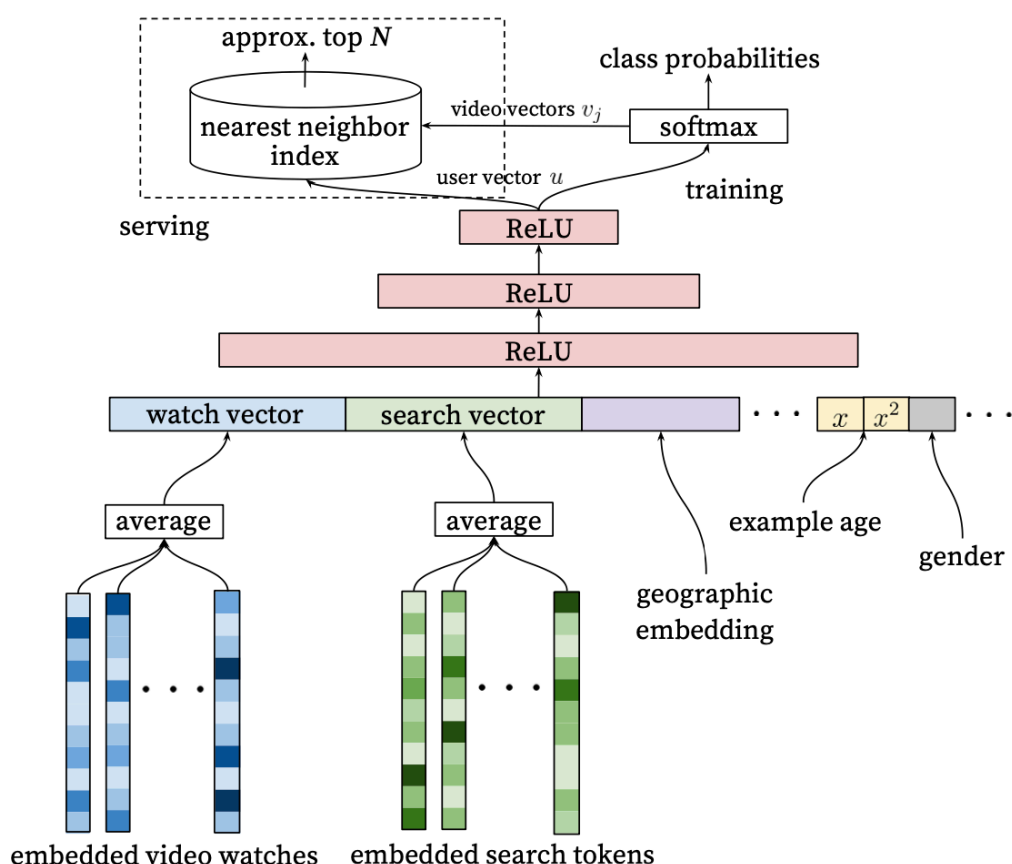 approx. top N
class probabilities
video vectors v_j
softmax
nearest neighbor
index
user vector u
training
serving
ReLU
ReLU
ReLU
watch vector
search vector
x
x²
average
average
example age
gender
geographic
embedding
embedded video watches
embedded search tokens